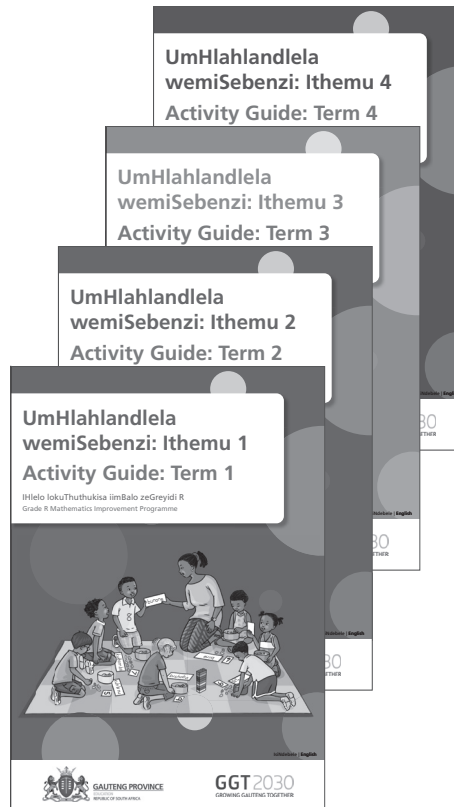 UmHlahlandlela
wemiSebenzi: Ithemu 4
Activity Guide: Term 4
UmHlahlandlela
wemiSebenzi: Ithemu 3
Activity Guide: Term 3
UmHlahlandlela
wemiSebenzi: Ithemu 2
Activity Guide: Term 2
UmHlahlandlela
wemiSebenzi: Ithemu 1
Activity Guide: Term 1
IHlelo lokuThuthukisa iimBalo zeGreyidi R
Grade R Mathematics Improvement Programme
GAUTENG PROVINCE
EDUCATION
REPUBLIC OF SOUTH AFRICA
GGT2030
GROWING GAUTENG TOGETHER